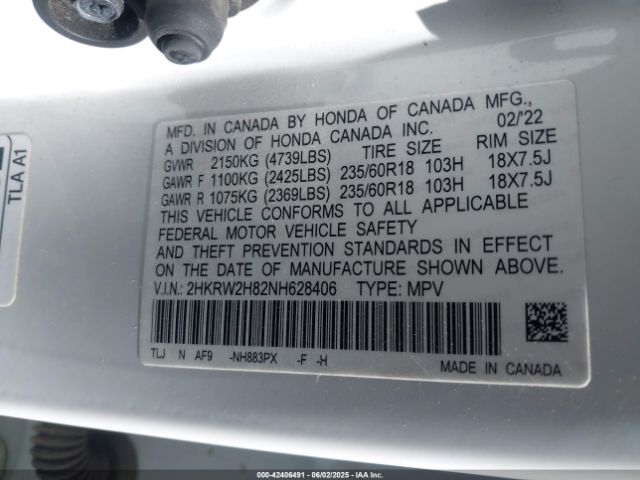 MFD. IN CANADA BY HONDA OF CANADA MFG.,
A DIVISION OF HONDA CANADA INC. 02/'22
GVWR 2150KG (4739LBS) TIRE SIZE RIM SIZE
GAWR F 1100KG (2425LBS) 235/60R18 103H 18X7.5J
GAWR R 1075KG (2369LBS) 235/60R18 103H 18X7.5J
THIS VEHICLE CONFORMS TO ALL APPLICABLE
FEDERAL MOTOR VEHICLE SAFETY
AND THEFT PREVENTION STANDARDS IN EFFECT
ON THE DATE OF MANUFACTURE SHOWN ABOVE.
V.I.N.: 2HKRW2H82NH628406 TYPE: MPV
TLJ N AF9 -NH883PX -F -H
MADE IN CANADA
TLA A1
000-42406491 - 06/02/2025 - IAA, Inc.